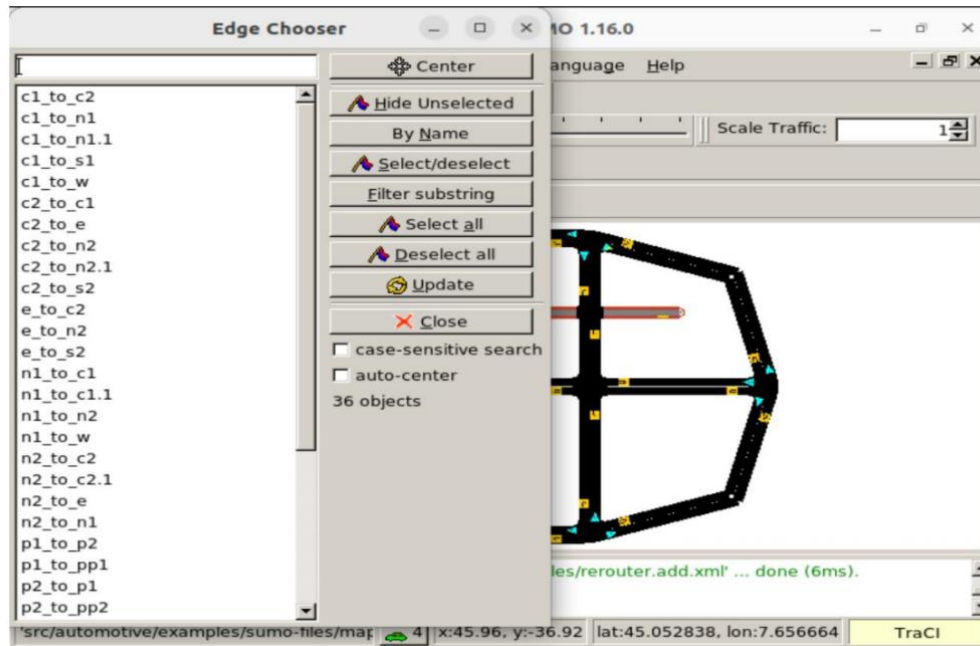 Edge Chooser
MO 1.16.0
anguage Help
Center
Hide Unselected
By Name
Select/deselect
Filter substring
Select all
Deselect all
Update
Close
case-sensitive search
auto-center
36 objects
c1_to_c2
c1_to_n1
c1_to_n1.1
c1_to_s1
c1_to_w
c2_to_c1
c2_to_e
c2_to_n2
c2_to_n2.1
c2_to_s2
e_to_c2
e_to_n2
e_to_s2
n1_to_c1
n1_to_c1.1
n1_to_n2
n1_to_w
n2_to_c2
n2_to_c2.1
n2_to_e
n2_to_n1
p1_to_p2
p1_to_pp1
p2_to_p1
p2_to_pp2
Scale Traffic: 1
les/rerouter.add.xml' ... done (6ms).
'src/automotive/examples/sumo-files/map 4 x:45.96, y:-36.92 lat:45.052838, lon:7.656664 TraCI